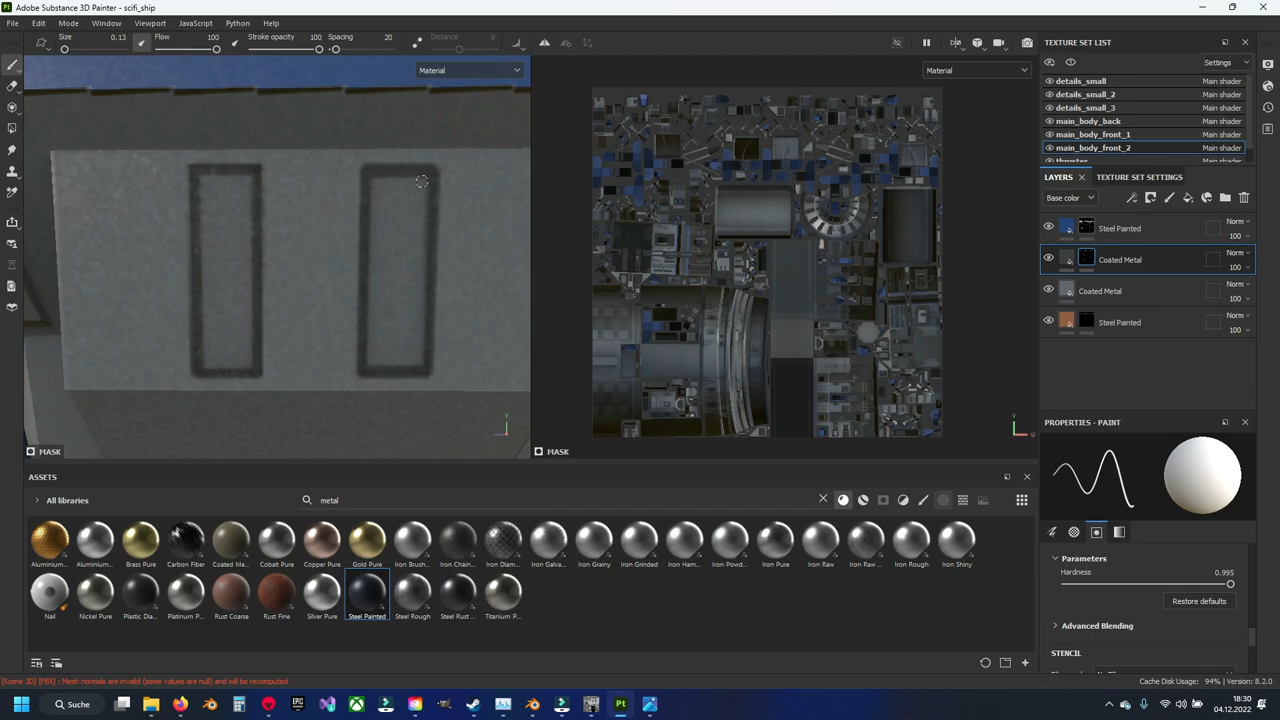 Adobe Substance 3D Painter - scifi_ship
File Edit Mode Window Viewport JavaScript Python Help
Size 0.13 Flow 100 Stroke opacity 100 Spacing 20 Distance 8
Material
Material
MASK
MASK
TEXTURE SET LIST
Settings
details_small Main shader
details_small_2 Main shader
details_small_3 Main shader
main_body_back Main shader
main_body_front_1 Main shader
main_body_front_2 Main shader
thruster Main shader
LAYERS TEXTURE SET SETTINGS
Base color
Steel Painted Norm 100
Coated Metal Norm 100
Coated Metal Norm 100
Steel Painted Norm 100
PROPERTIES - PAINT
Parameters
Hardness 0.995
Restore defaults
Advanced Blending
STENCIL
ASSETS
All libraries metal
Aluminium... Aluminium... Brass Pure Carbon Fiber Coated Me... Cobalt Pure Copper Pure Gold Pure Iron Brush... Iron Chain... Iron Diam... Iron Galva... Iron Grainy Iron Grinded Iron Ham... Iron Powd... Iron Pure Iron Raw Iron Raw ... Iron Rough Iron Shiny
Nail Nickel Pure Plastic Dia... Platinum P... Rust Coarse Rust Fine Silver Pure Steel Painted Steel Rough Steel Rust ... Titanium P...
[Scene 3D] [FBX] : Mesh normals are invalid (some values are null) and will be recomputed
Cache Disk Usage: 94% | Version: 8.2.0
Suche
18:30
04.12.2022